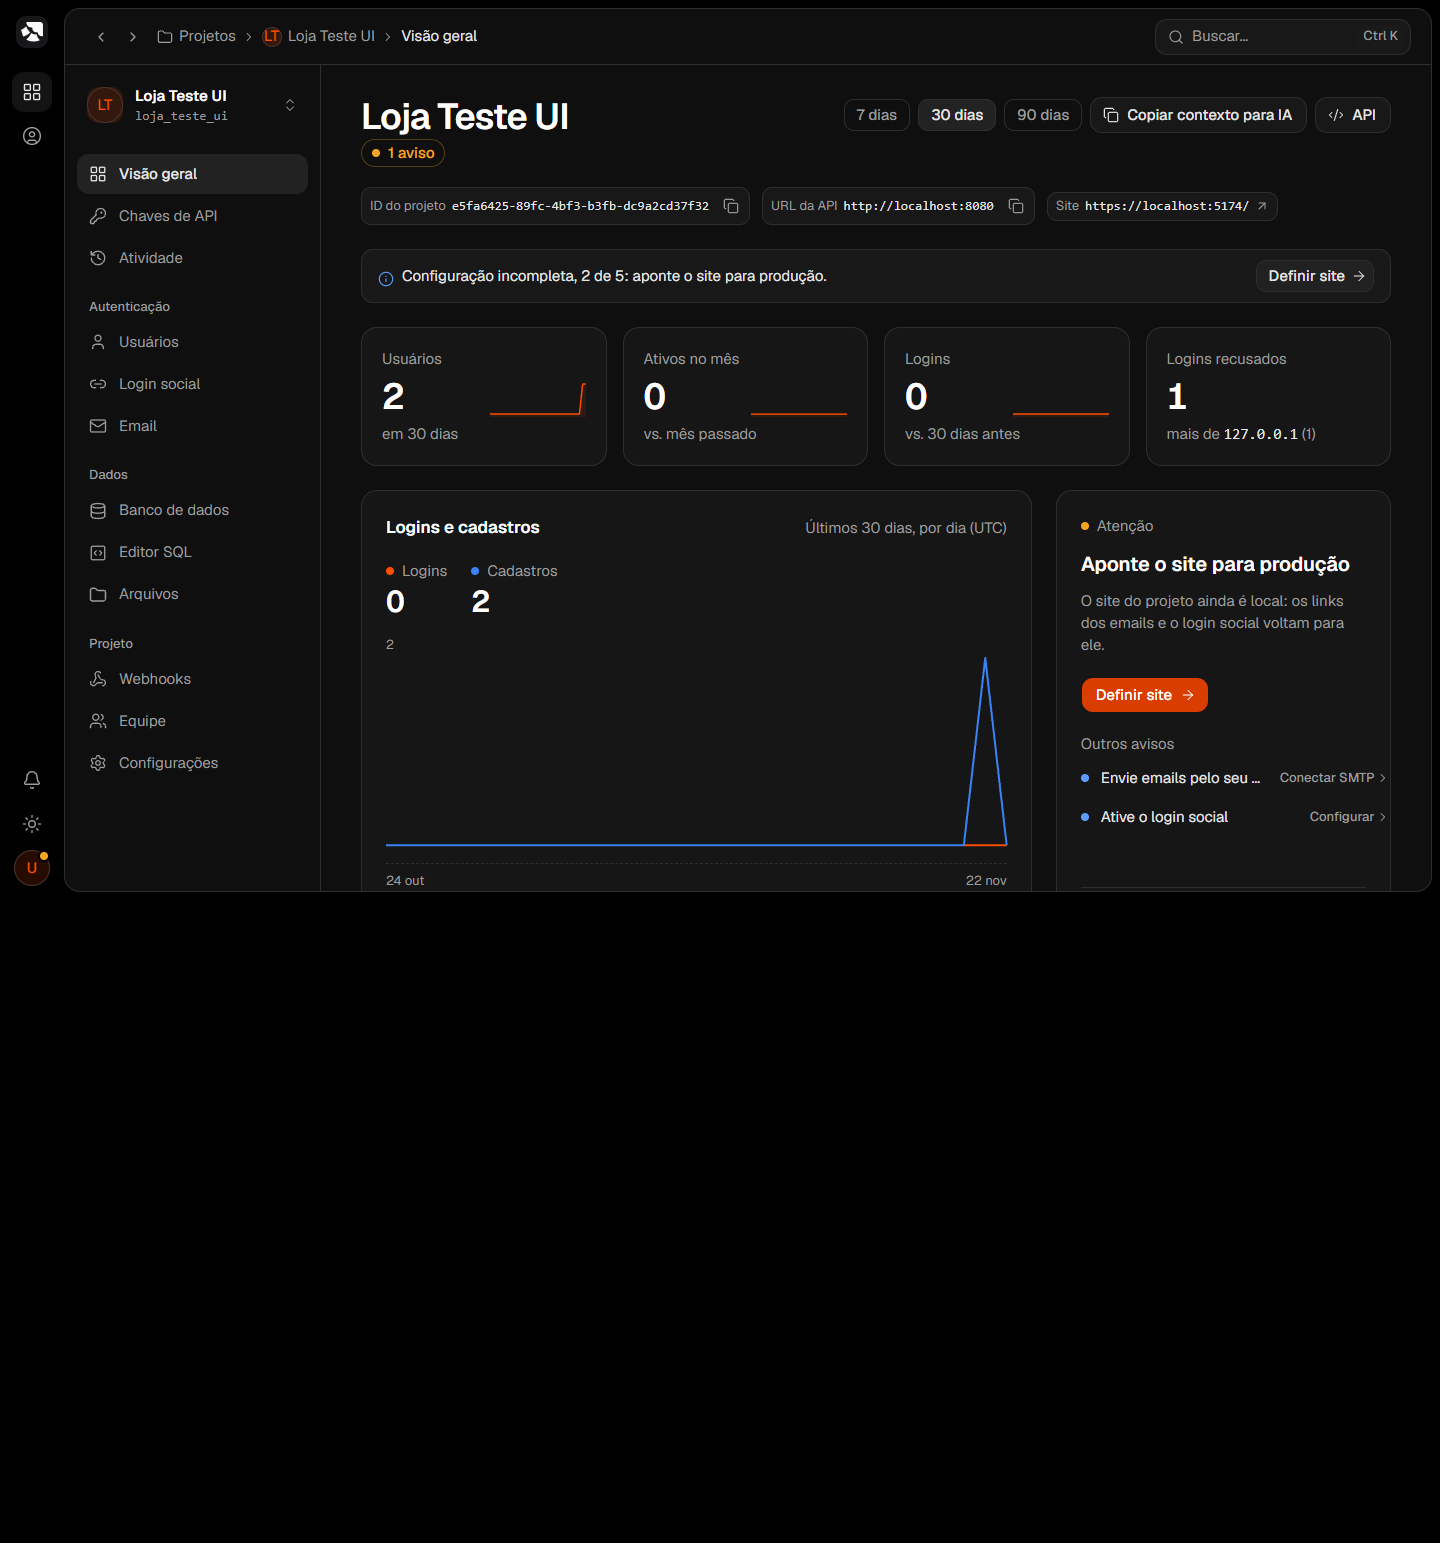 Projetos
LT
Loja Teste UI
Visão geral
Buscar...
Ctrl K
LT
Loja Teste UI
loja_teste_ui
Visão geral
Chaves de API
Atividade
Autenticação
Usuários
Login social
Email
Dados
Banco de dados
Editor SQL
Arquivos
Projeto
Webhooks
Equipe
Configurações
U
Loja Teste UI
1 aviso
7 dias
30 dias
90 dias
Copiar contexto para IA
API
ID do projeto e5fa6425-89fc-4bf3-b3fb-dc9a2cd37f32
URL da API http://localhost:8080
Site https://localhost:5174/
Configuração incompleta, 2 de 5: aponte o site para produção.
Definir site
Usuários
2
em 30 dias
Ativos no mês
0
vs. mês passado
Logins
0
vs. 30 dias antes
Logins recusados
1
mais de 127.0.0.1 (1)
Logins e cadastros
Últimos 30 dias, por dia (UTC)
Logins
0
Cadastros
2
2
24 out
22 nov
Atenção
Aponte o site para produção
O site do projeto ainda é local: os links
dos emails e o login social voltam para
ele.
Definir site
Outros avisos
Envie emails pelo seu ...
Conectar SMTP
Ative o login social
Configurar